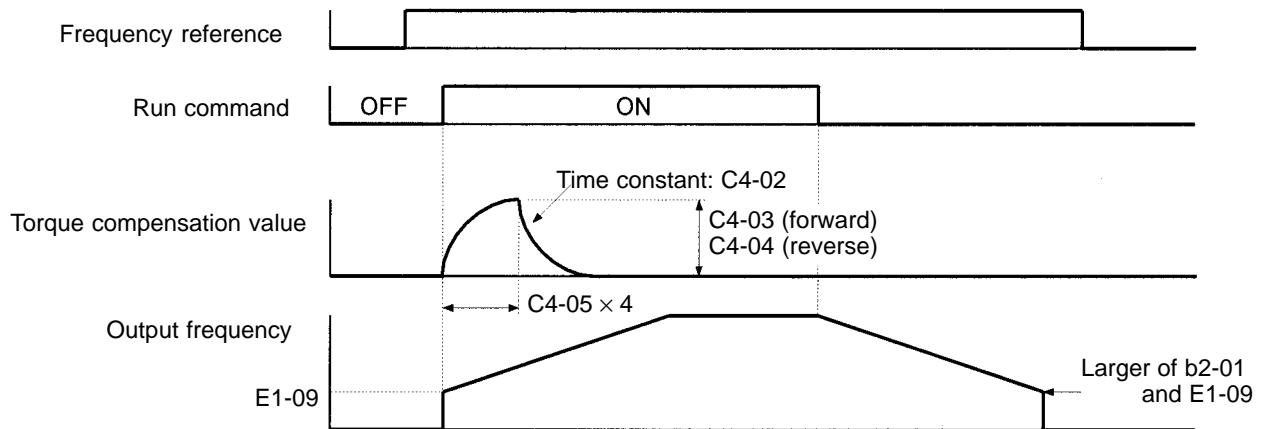 Frequency reference
Run command
OFF
ON
Time constant: C4-02
Torque compensation value
C4-03 (forward)
C4-04 (reverse)
C4-05 × 4
Output frequency
Larger of b2-01
and E1-09
E1-09